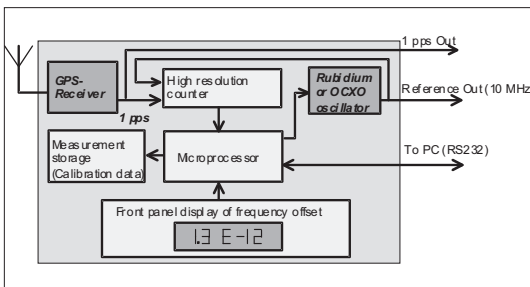 1 pps Out
GPS-
Receiver
High resolution
counter
Rubidium
or OCXO
oscillator
Reference Out (10 MHz
1 pps
Measurement
storage
(Calibration data)
Microprocessor
To PC (RS232)
Front panel display of frequency offset
1.3 E-12